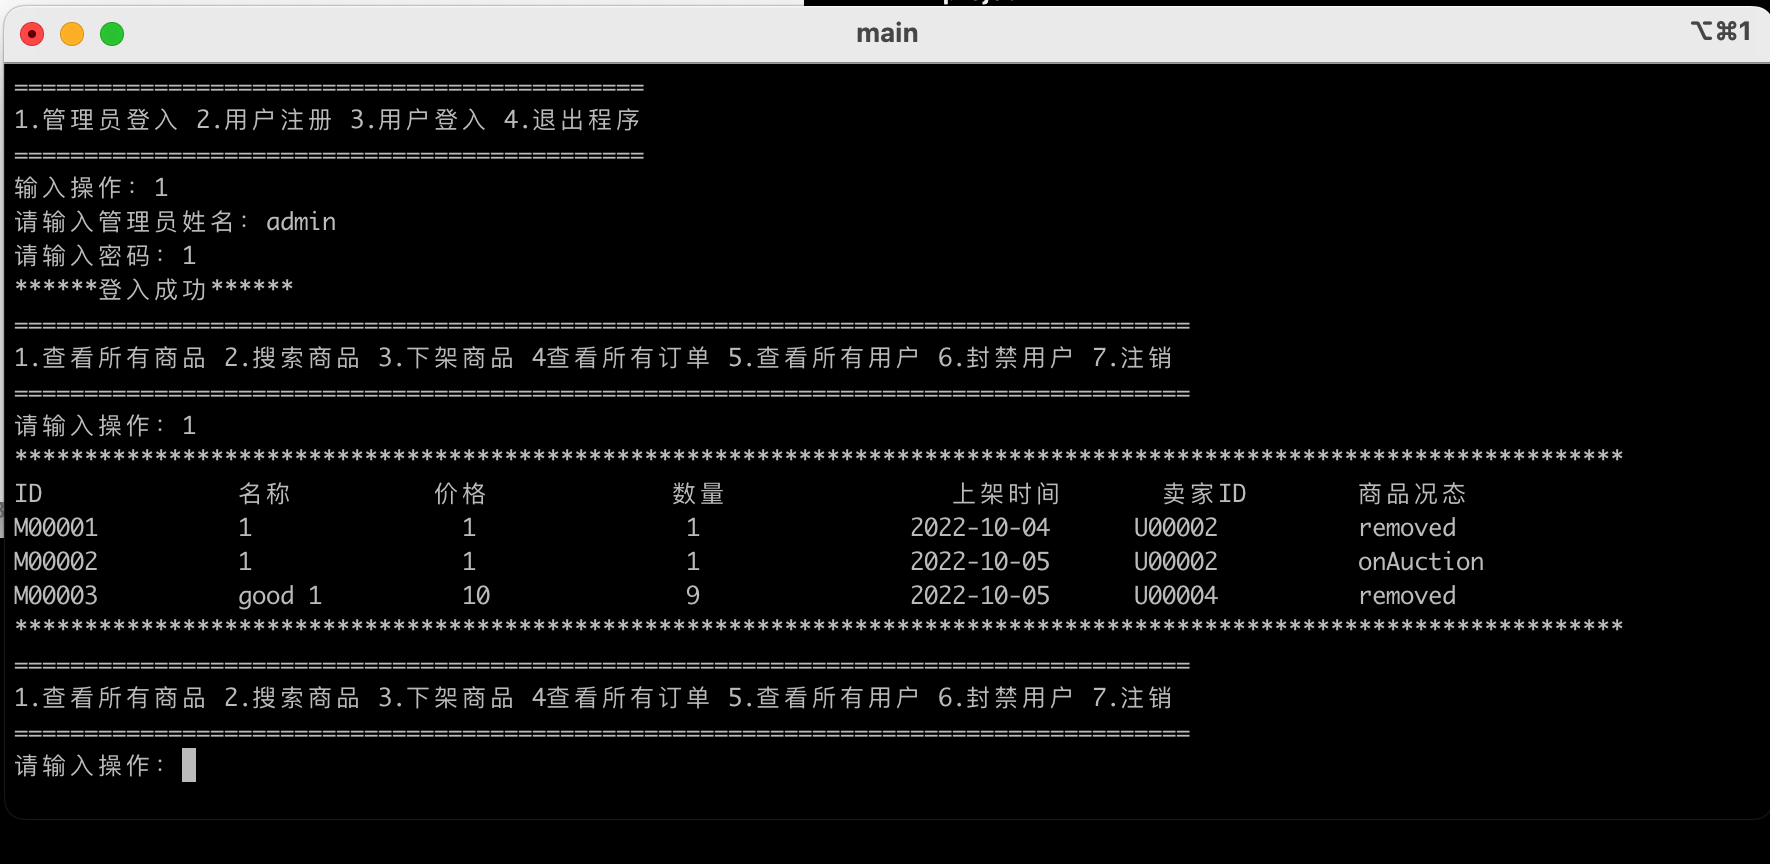 main
⌥⌘1
=============================================
1.管理员登入 2.用户注册 3.用户登入 4.退出程序
=============================================
输入操作：1
请输入管理员姓名：admin
请输入密码：1
******登入成功******
====================================================================================
1.查看所有商品 2.搜索商品 3.下架商品 4查看所有订单 5.查看所有用户 6.封禁用户 7.注销
====================================================================================
请输入操作：1
*******************************************************************************************************************
ID 名称 价格 数量 上架时间 卖家ID 商品况态
M00001 1 1 1 2022-10-04 U00002 removed
M00002 1 1 1 2022-10-05 U00002 onAuction
M00003 good 1 10 9 2022-10-05 U00004 removed
*******************************************************************************************************************
====================================================================================
1.查看所有商品 2.搜索商品 3.下架商品 4查看所有订单 5.查看所有用户 6.封禁用户 7.注销
====================================================================================
请输入操作：